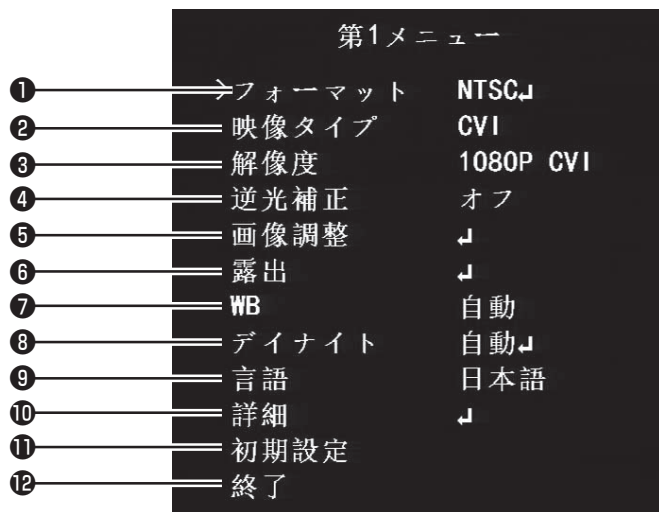 第1メニュー
❶ >フォーマット NTSC↵
❷ 映像タイプ CVI
❸ 解像度 1080P CVI
❹ 逆光補正 オフ
❺ 画像調整 ↵
❻ 露出 ↵
❼ WB 自動
❽ デイナイト 自動↵
❾ 言語 日本語
❿ 詳細 ↵
⓫ 初期設定
⓬ 終了